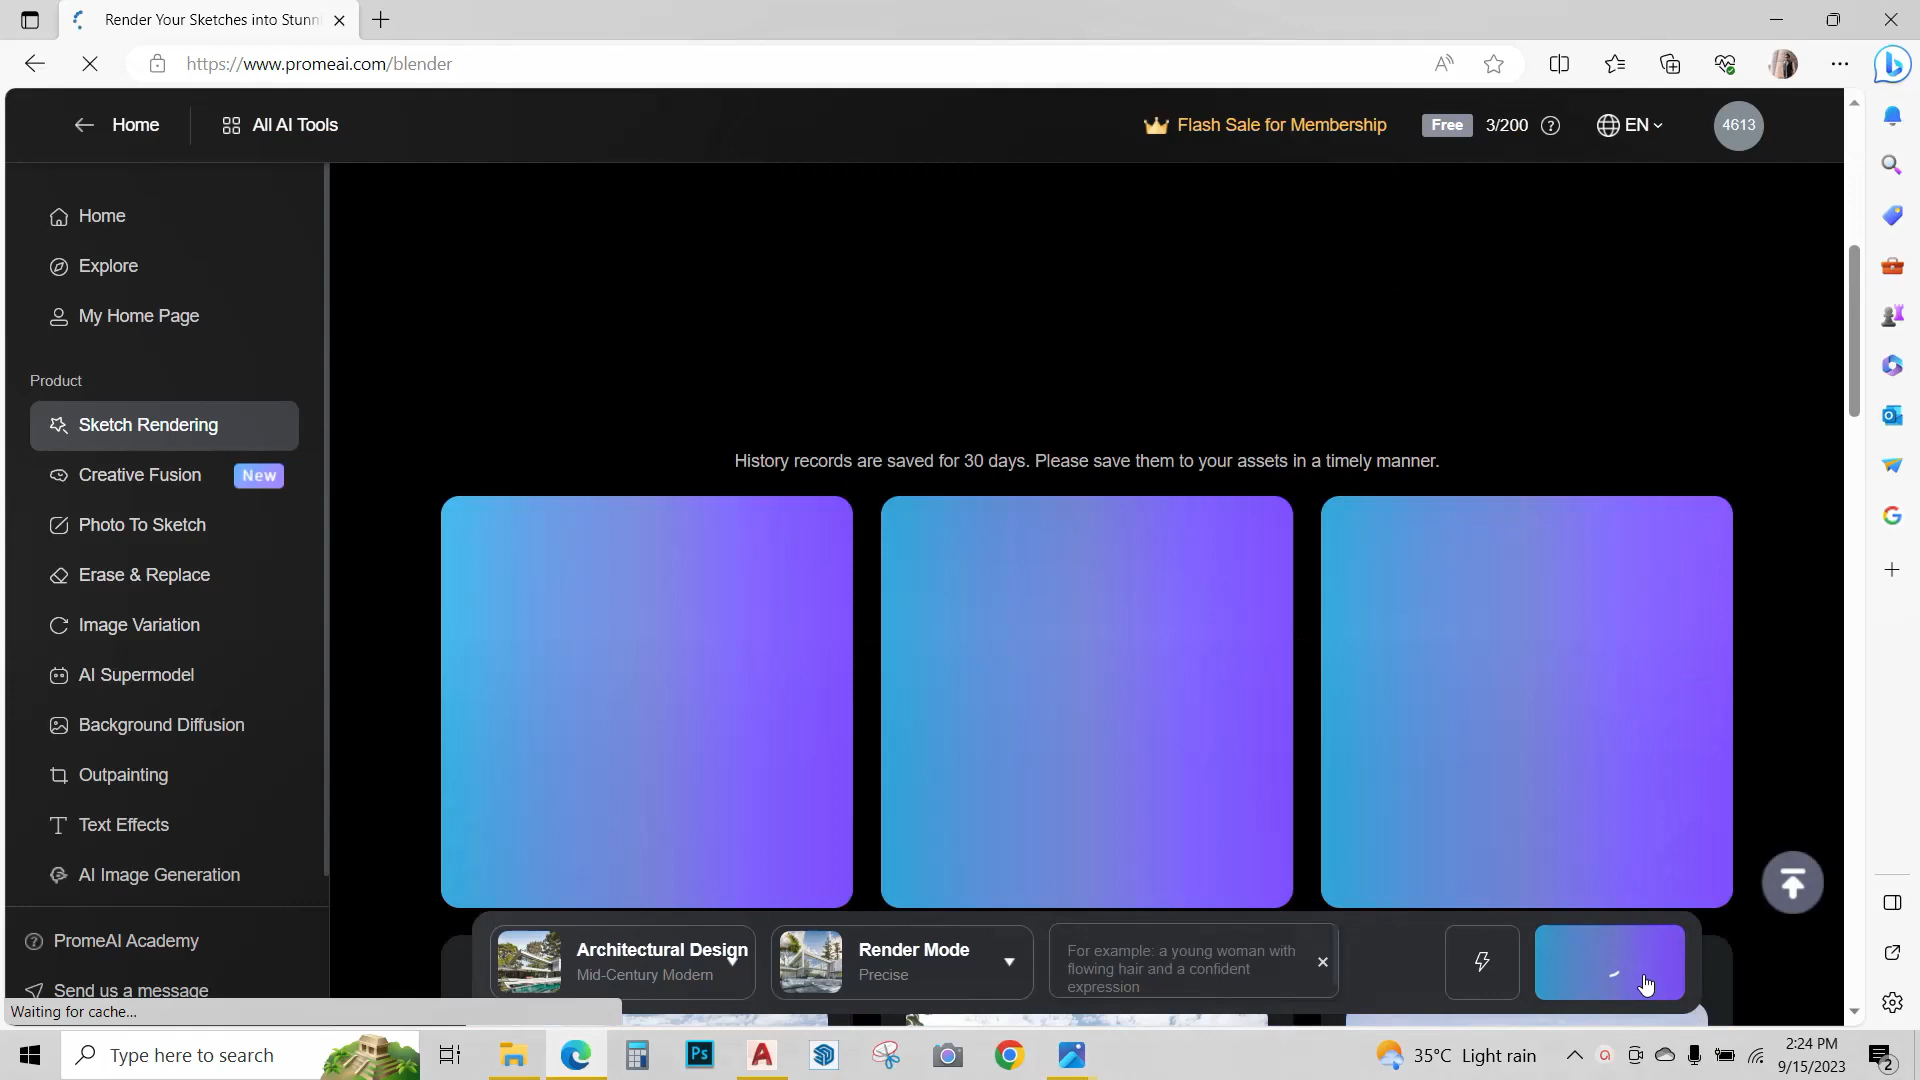 Render Your Sketches into Stunni
https://www.promeai.com/blender
Home
All AI Tools
Flash Sale for Membership
Free
3/200
?
EN
4613
Home
Explore
My Home Page
Product
Sketch Rendering
Creative Fusion
New
Photo To Sketch
Erase & Replace
Image Variation
AI Supermodel
Background Diffusion
Outpainting
Text Effects
AI Image Generation
PromeAI Academy
Send us a message
History records are saved for 30 days. Please save them to your assets in a timely manner.
Architectural Design
Mid-Century Modern
Render Mode
Precise
For example: a young woman with
flowing hair and a confident
expression
Waiting for cache...
Type here to search
Ps
35°C Light rain
2:24 PM
9/15/2023
2